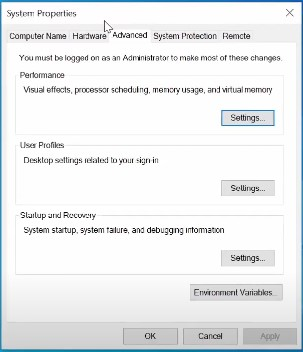 System Properties
Computer Name Hardware Advanced System Protection Remote
You must be logged on as an Administrator to make most of these changes.
Performance
Visual effects, processor scheduling, memory usage, and virtual memory
Settings...
User Profiles
Desktop settings related to your sign-in
Settings...
Startup and Recovery
System startup, system failure, and debugging information
Settings...
Environment Variables...
OK Cancel Apply